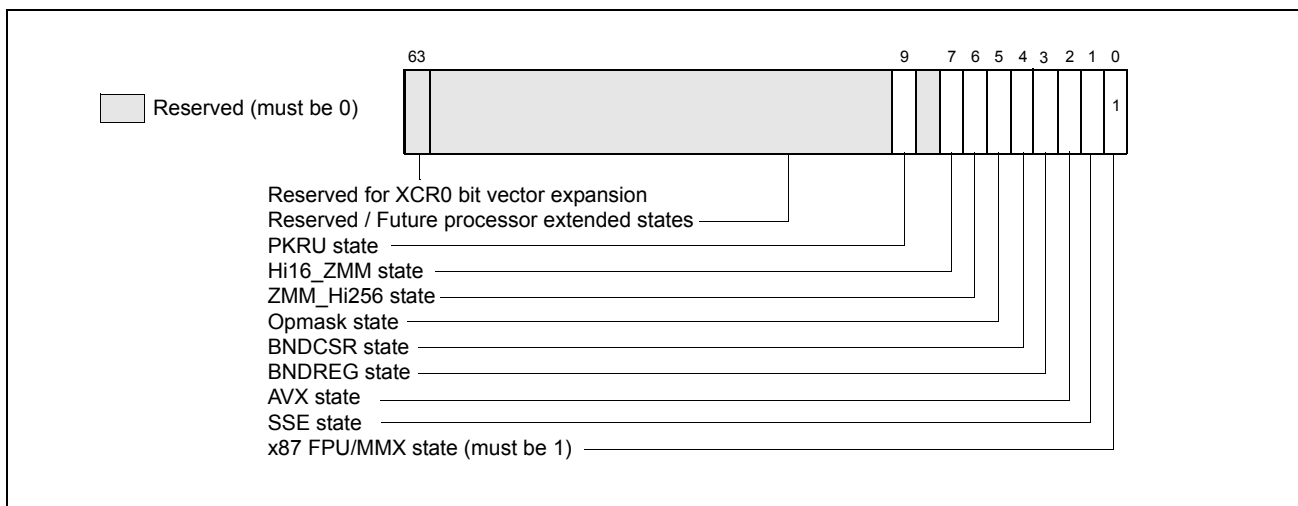 63 9 7 6 5 4 3 2 1 0
Reserved (must be 0)
1
Reserved for XCR0 bit vector expansion
Reserved / Future processor extended states
PKRU state
Hi16_ZMM state
ZMM_Hi256 state
Opmask state
BNDCSR state
BNDREG state
AVX state
SSE state
x87 FPU/MMX state (must be 1)